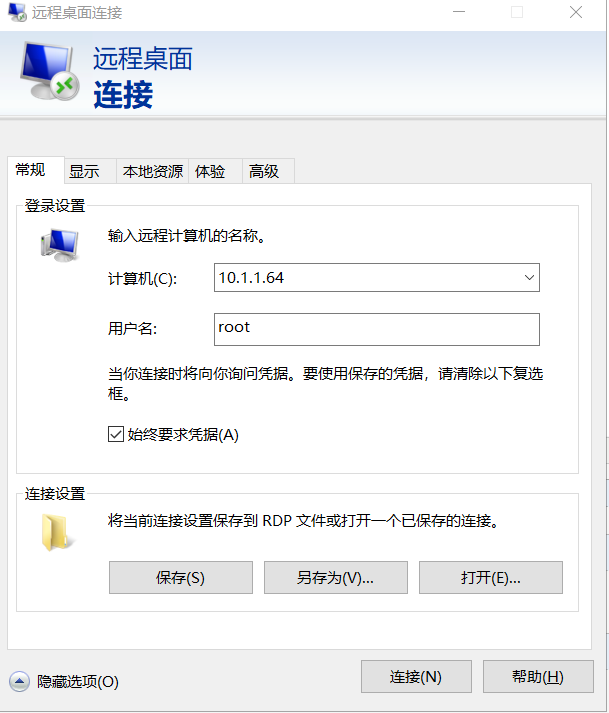 远程桌面连接
远程桌面
连接
常规 显示 本地资源 体验 高级
登录设置
输入远程计算机的名称。
计算机(C): 10.1.1.64
用户名: root
当你连接时将向你询问凭据。要使用保存的凭据，请清除以下复选
框。
始终要求凭据(A)
连接设置
将当前连接设置保存到 RDP 文件或打开一个已保存的连接。
保存(S) 另存为(V)... 打开(E)...
隐藏选项(O) 连接(N) 帮助(H)